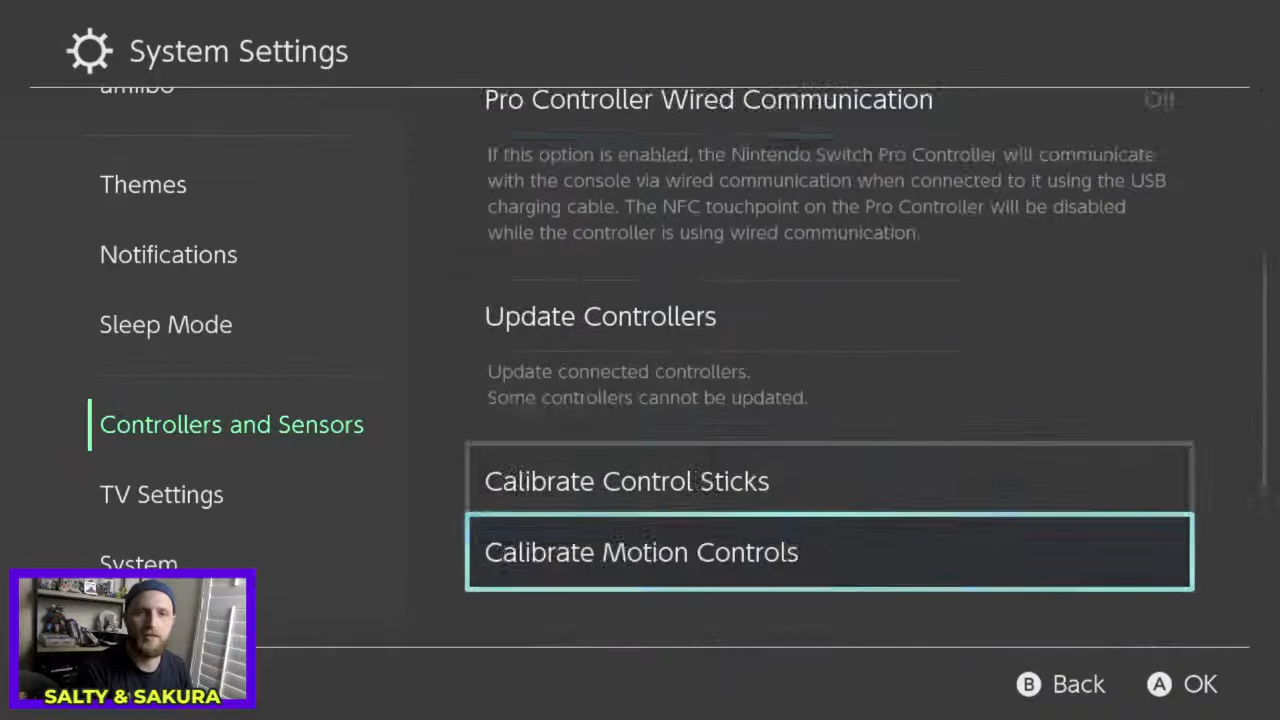 System Settings
amiibo
Themes
Notifications
Sleep Mode
Controllers and Sensors
TV Settings
System
Pro Controller Wired Communication
Off
If this option is enabled, the Nintendo Switch Pro Controller will communicate
with the console via wired communication when connected to it using the USB
charging cable. The NFC touchpoint on the Pro Controller will be disabled
while the controller is using wired communication.
Update Controllers
Update connected controllers.
Some controllers cannot be updated.
Calibrate Control Sticks
Calibrate Motion Controls
SALTY & SAKURA
B Back
A OK